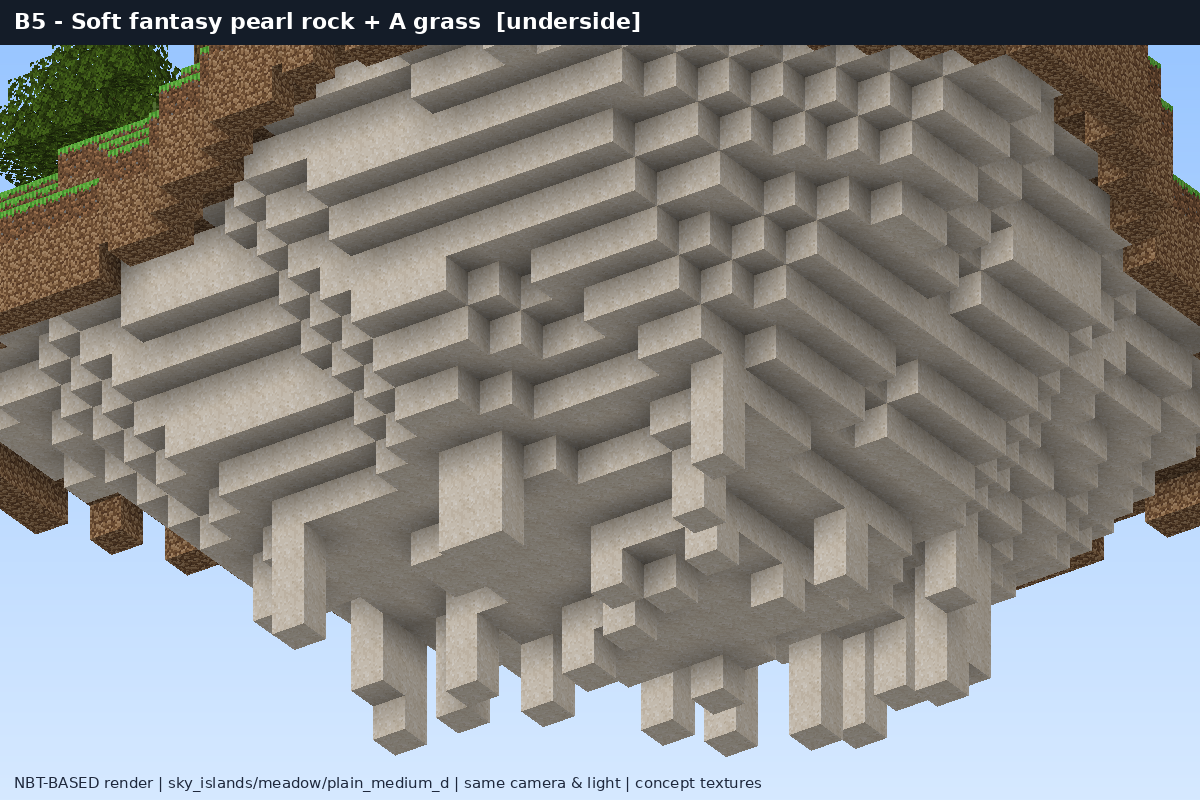 B5 - Soft fantasy pearl rock + A grass  [underside]
NBT-BASED render | sky_islands/meadow/plain_medium_d | same camera & light | concept textures